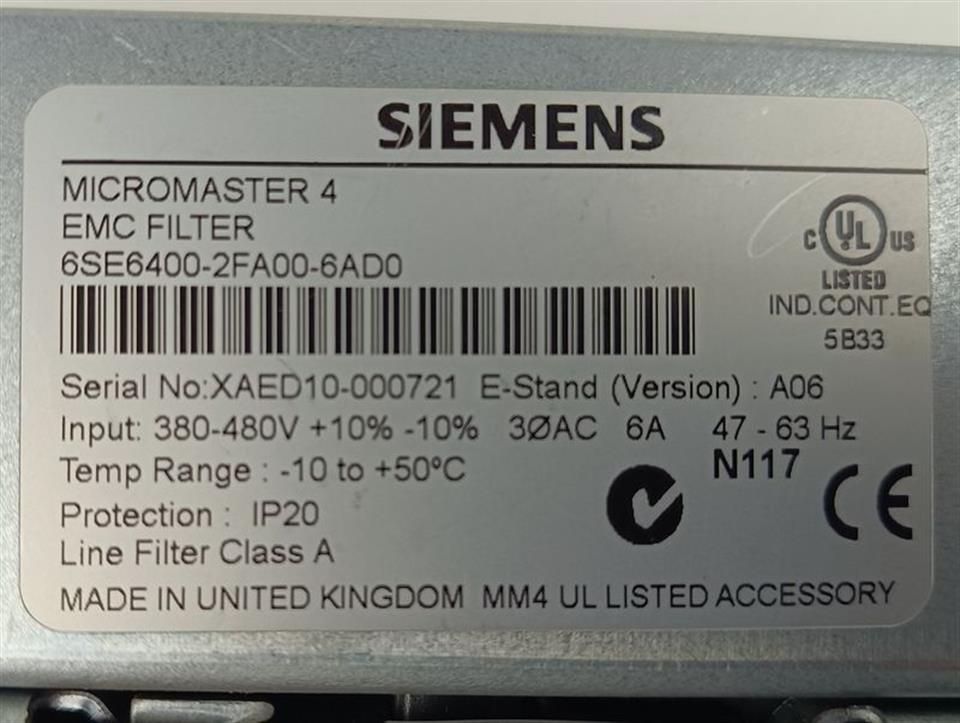 SIEMENS
MICROMASTER 4
EMC FILTER
6SE6400-2FA00-6AD0
C UL US
LISTED
IND.CONT.EQ
5B33
Serial No:XAED10-000721 E-Stand (Version) : A06
Input: 380-480V +10% -10% 3ØAC 6A 47 - 63 Hz
Temp Range : -10 to +50ºC
N117
CE
Protection : IP20
Line Filter Class A
MADE IN UNITED KINGDOM MM4 UL LISTED ACCESSORY